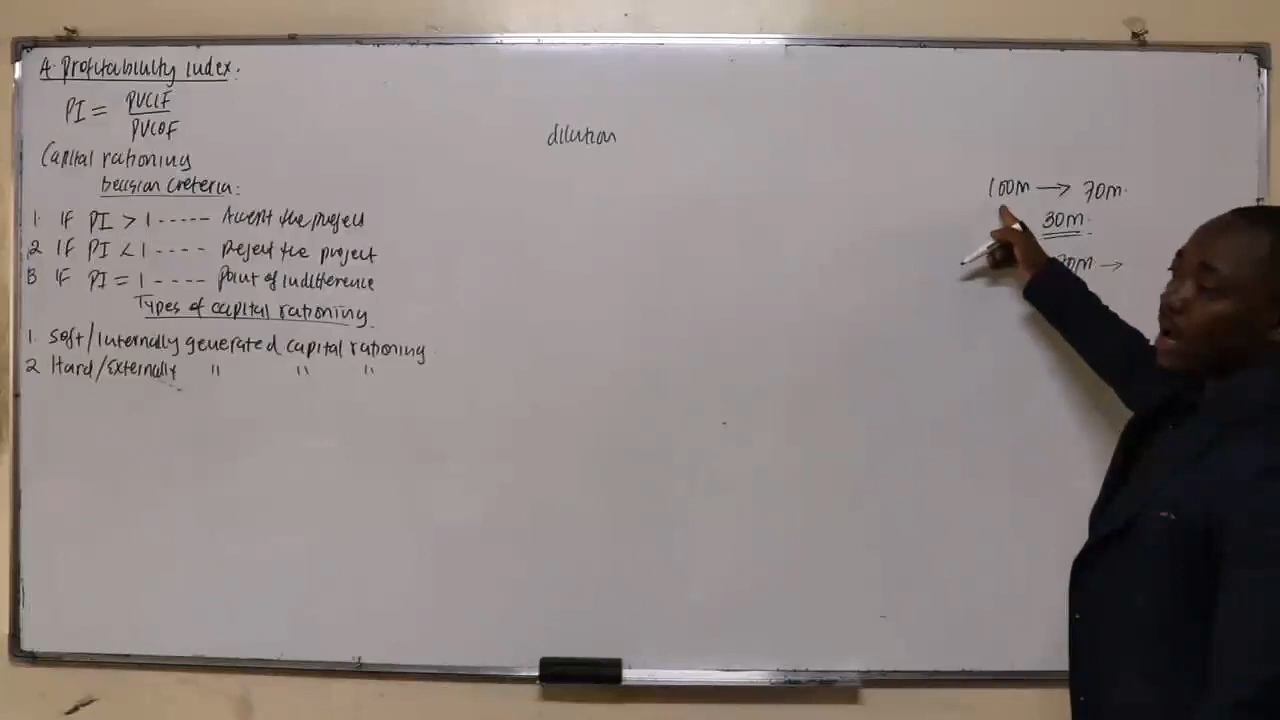 A. Profitability index.
PI = PVCIF
PVCOF
Capital rationing
Decision Creteria:
1. If PI > 1 ----- Accept the project
2 If PI < 1 ---- Reject the project
3 If PI = 1 ---- Point of indifference
Types of capital rationing
1. Soft/Internally generated capital rationing
2 Hard/Externally " " "
dilution
100m → 70m.
30m.